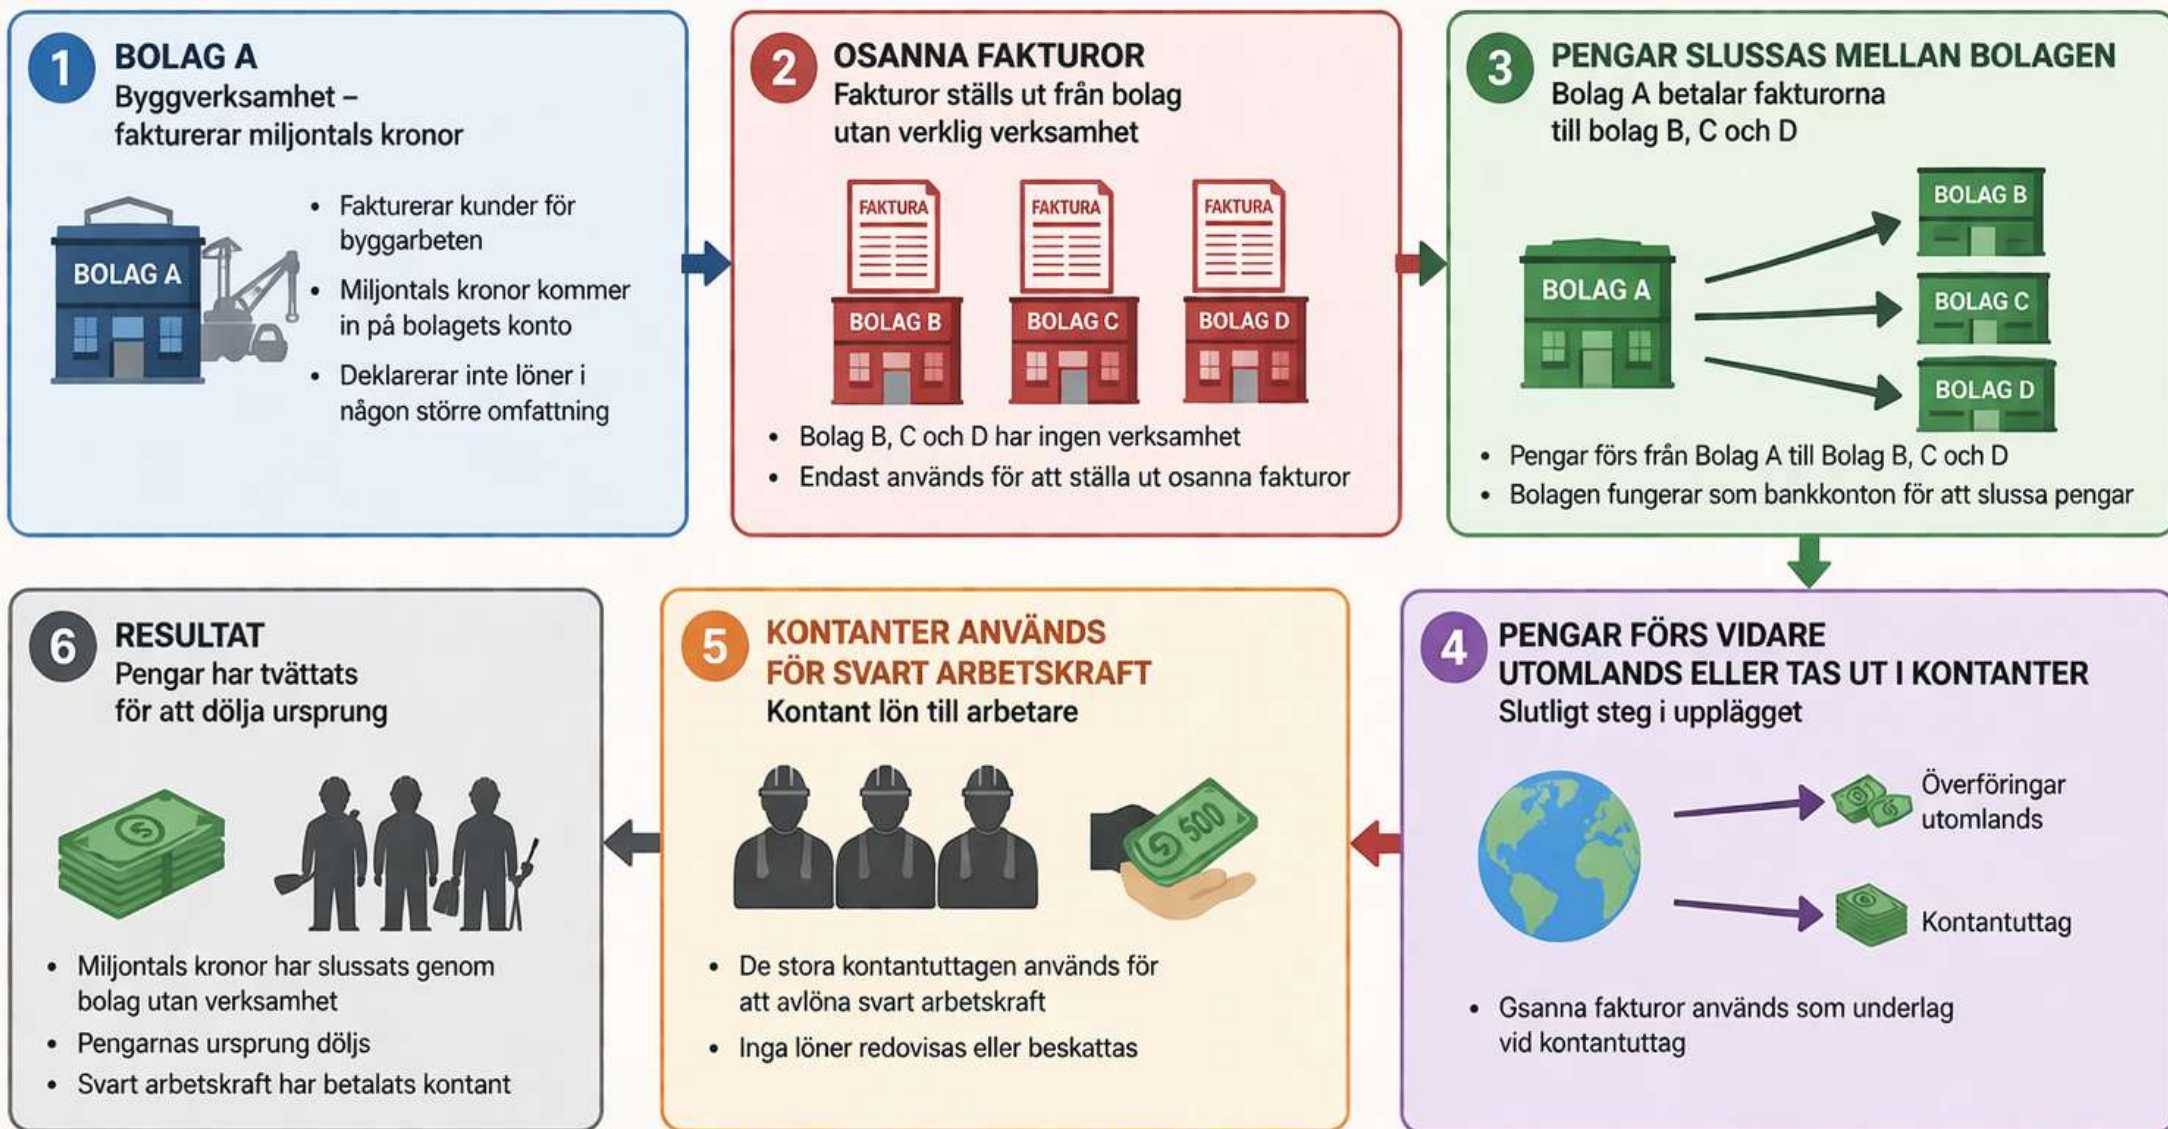 1
BOLAG A
Byggverksamhet –
fakturerar miljontals kronor
BOLAG A
• Fakturerar kunder för
byggarbeten
• Miljontals kronor kommer
in på bolagets konto
• Deklarerar inte löner i
någon större omfattning
2
OSANNA FAKTUROR
Fakturor ställs ut från bolag
utan verklig verksamhet
FAKTURA
FAKTURA
FAKTURA
BOLAG B
BOLAG C
BOLAG D
• Bolag B, C och D har ingen verksamhet
• Endast används för att ställa ut osanna fakturor
3
PENGAR SLUSSAS MELLAN BOLAGEN
Bolag A betalar fakturorna
till bolag B, C och D
BOLAG A
BOLAG B
BOLAG C
BOLAG D
• Pengar förs från Bolag A till Bolag B, C och D
• Bolagen fungerar som bankkonton för att slussa pengar
4
PENGAR FÖRS VIDARE
UTOMLANDS ELLER TAS UT I KONTANTER
Slutligt steg i upplägget
Överföringar
utomlands
Kontantuttag
• Gsanna fakturor används som underlag
vid kontantuttag
5
KONTANTER ANVÄNDS
FÖR SVART ARBETSKRAFT
Kontant lön till arbetare
500
• De stora kontantuttagen används för
att avlöna svart arbetskraft
• Inga löner redovisas eller beskattas
6
RESULTAT
Pengar har tvättats
för att dölja ursprung
• Miljontals kronor har slussats genom
bolag utan verksamhet
• Pengarnas ursprung döljs
• Svart arbetskraft har betalats kontant